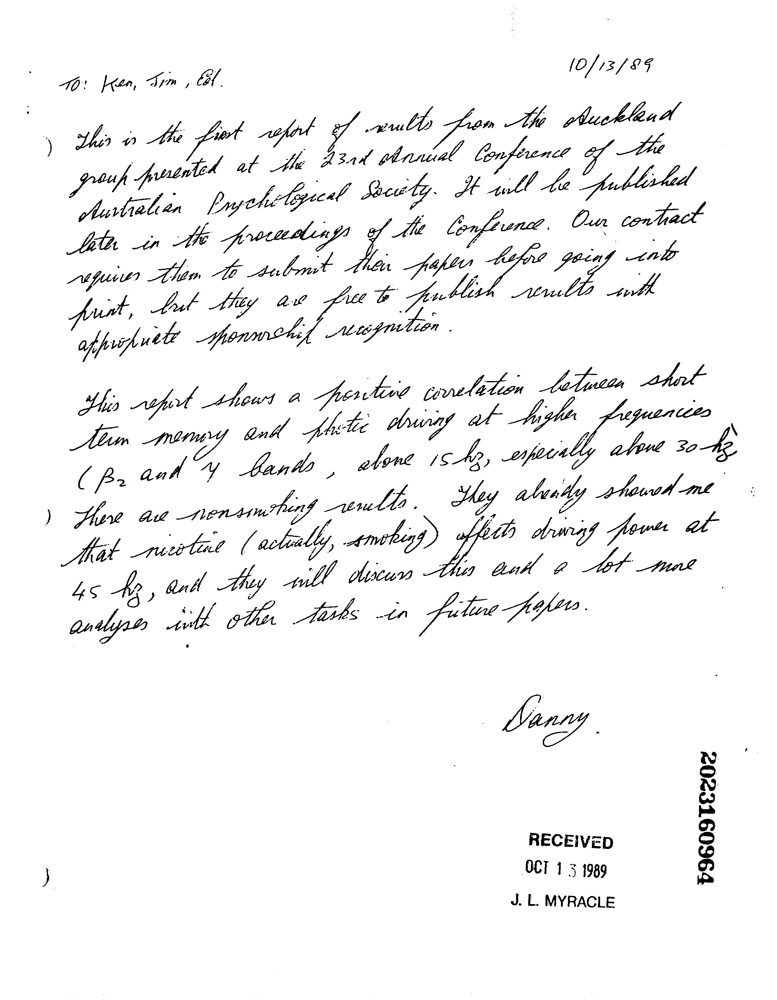 10/13/89
To: Ken, Jim, Ed.
This is the first report of results from the Auckland
group presented at the 23rd Annual Conference of the
Australian Psychological Society. It will be published
later in the proceedings of the Conference. Our contract
requires them to submit their papers before going into
print, but they are free to publish results with
appropriate sponsorship recognition.
This report shows a positive correlation between short
term memory and photic driving at higher frequencies
(β₂ and γ bands, above 15 hz, especially above 30 hz)
These are nonsmoking results. They already showed me
that nicotine (actually, smoking) affects driving power at
45 hz, and they will discuss this and a lot more
analyses with other tasks in future papers.
Danny
2023160964
RECEIVED
OCT 13 1989
J. L. MYRACLE